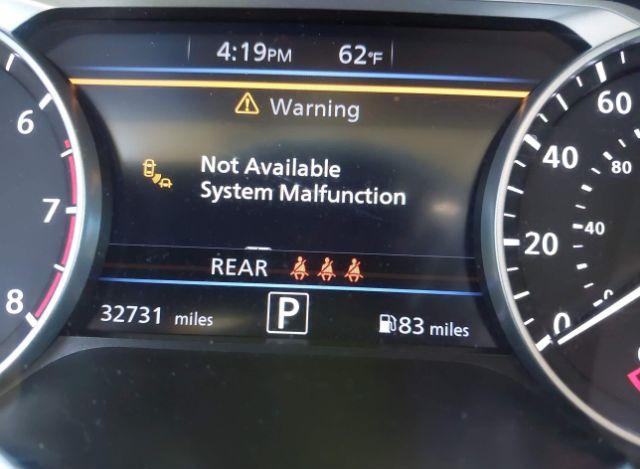 4:19PM 62°F
Warning
Not Available
System Malfunction
REAR
32731 miles P 83 miles
6
7
8
60
40
20
0
80
40
0